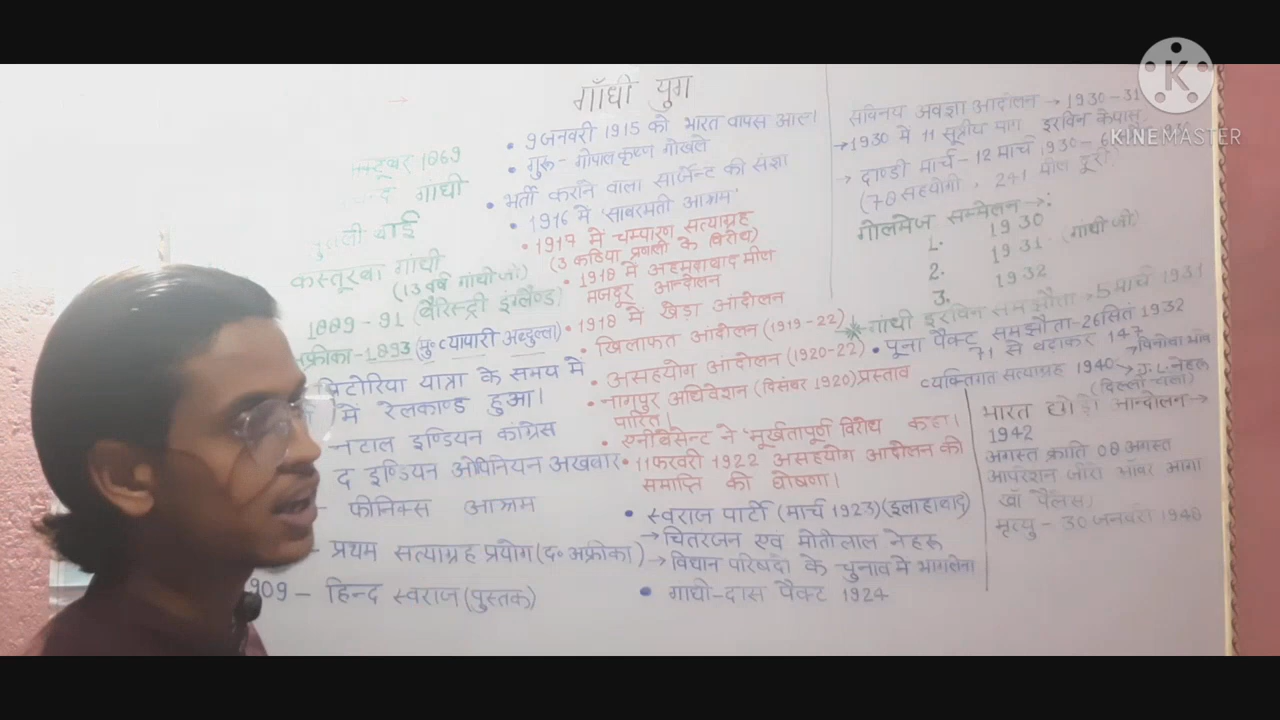 गाँधी युग
1869
गाँधी
बाई
कस्तूरबा गांधी
(13 वर्ष गांधी जी)
1889-91 (बैरिस्ट्री इंग्लैण्ड)
अफ्रीका-1893 (मु० व्यापारी अब्दुल्ला)
प्रिटोरिया यात्रा के समय में
में रेलकाण्ड हुआ।
नटाल इण्डियन कांग्रेस
द इण्डियन ओपिनियन अखबार
- फीनिक्स आश्रम
- प्रथम सत्याग्रह प्रयोग (द० अफ्रीका)
909 - हिन्द स्वराज (पुस्तक)
• 9 जनवरी 1915 को भारत वापस आना
• गुरू - गोपाल कृष्ण गोखले
• भर्ती कराने वाला सार्जेन्ट की संज्ञा
• 1916 में 'साबरमती आश्रम'
• 1917 में चम्पारण सत्याग्रह
(3 कठिया प्रणाली के विरोध)
• 1918 में अहमदाबाद मील
मजदूर आन्दोलन
• 1918 में खेड़ा आंदोलन
• खिलाफत आंदोलन (1919-22)
• असहयोग आंदोलन (1920-22)
• नागपुर अधिवेशन (दिसंबर 1920) प्रस्ताव
पारित।
• एनीबेसेन्ट ने 'मूर्खतापूर्ण विरोध कहा।
• 11 फरवरी 1922 असहयोग आंदोलन की
समाप्ति की घोषणा।
• स्वराज पार्टी (मार्च 1923) (इलाहाबाद)
→ चितरंजन एवं मोतीलाल नेहरू
→ विधान परिषदों के चुनाव में भाग लेना
• गाँधी-दास पैक्ट 1924
सविनय अवज्ञा आंदोलन → 1930-31
→ 1930 में 11 सूत्रीय मांग इरविन के पास
→ दाण्डी मार्च - 12 मार्च 1930 - 6
(78 सहयोगी, 241 मील दूरी)
गोलमेज सम्मेलन →:
1. 1930
2. 1931 (गांधी जी)
3. 1932
गांधी इरविन समझौता → 5 मार्च 1931
• पूना पैक्ट समझौता - 26 सितं 1932
71 से बढ़ाकर 147
व्यक्तिगत सत्याग्रह 1940 → विनोबा भावे
→ J.L. नेहरू
(दिल्ली चलो)
भारत छोड़ो आन्दोलन →
1942
अगस्त क्रांति 08 अगस्त
आपरेशन जीरो ऑवर आगा
खाँ पैलेस।
मृत्यु - 30 जनवरी 1948
K
KINEMASTER